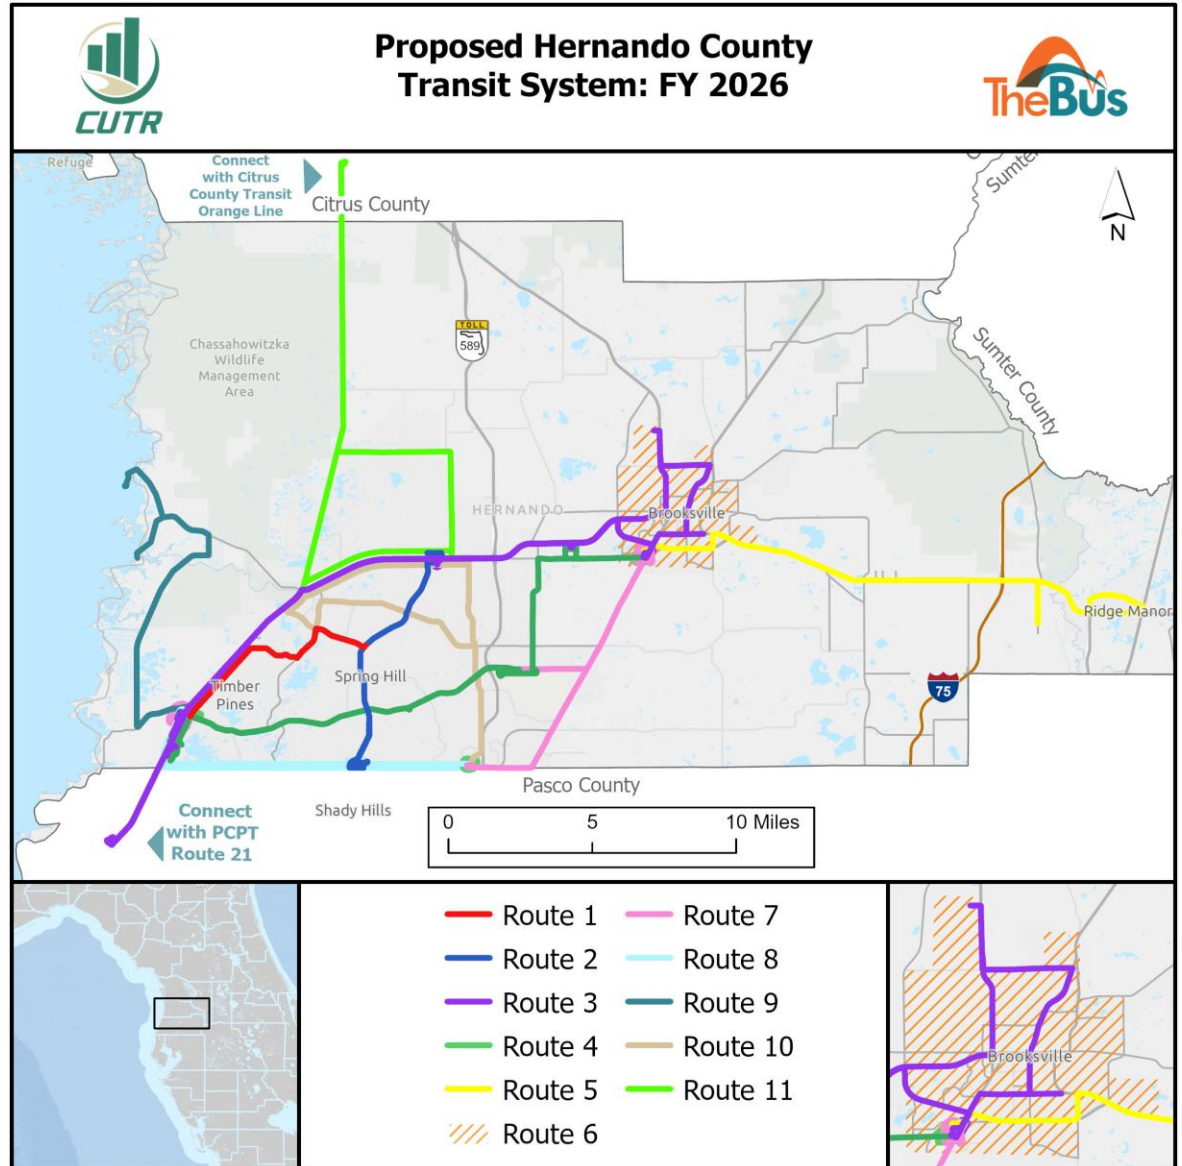 CUTR
Proposed Hernando County
Transit System: FY 2026
TheBus
Refuge
Connect
with Citrus
County Transit
Orange Line
Citrus County
Sumter
N
TOLL
589
Chassahowitzka
Wildlife
Management
Area
Sumter County
HERNANDO
Brooksville
Ridge Manor
Spring Hill
Timber
Pines
75
Pasco County
Shady Hills
Connect
with PCPT
Route 21
0 5 10 Miles
Route 1
Route 2
Route 3
Route 4
Route 5
Route 6
Route 7
Route 8
Route 9
Route 10
Route 11
Brooksville